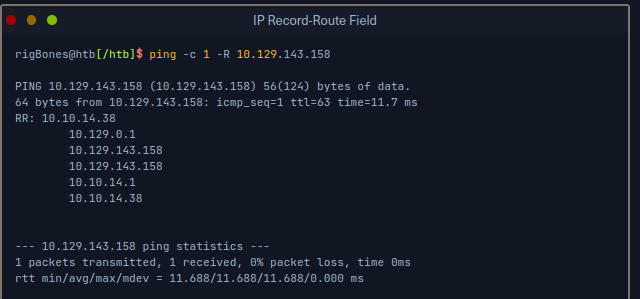 IP Record-Route Field
rigBones@htb[/htb]$ ping -c 1 -R 10.129.143.158
PING 10.129.143.158 (10.129.143.158) 56(124) bytes of data.
64 bytes from 10.129.143.158: icmp_seq=1 ttl=63 time=11.7 ms
RR: 10.10.14.38
10.129.0.1
10.129.143.158
10.129.143.158
10.10.14.1
10.10.14.38
--- 10.129.143.158 ping statistics ---
1 packets transmitted, 1 received, 0% packet loss, time 0ms
rtt min/avg/max/mdev = 11.688/11.688/11.688/0.000 ms